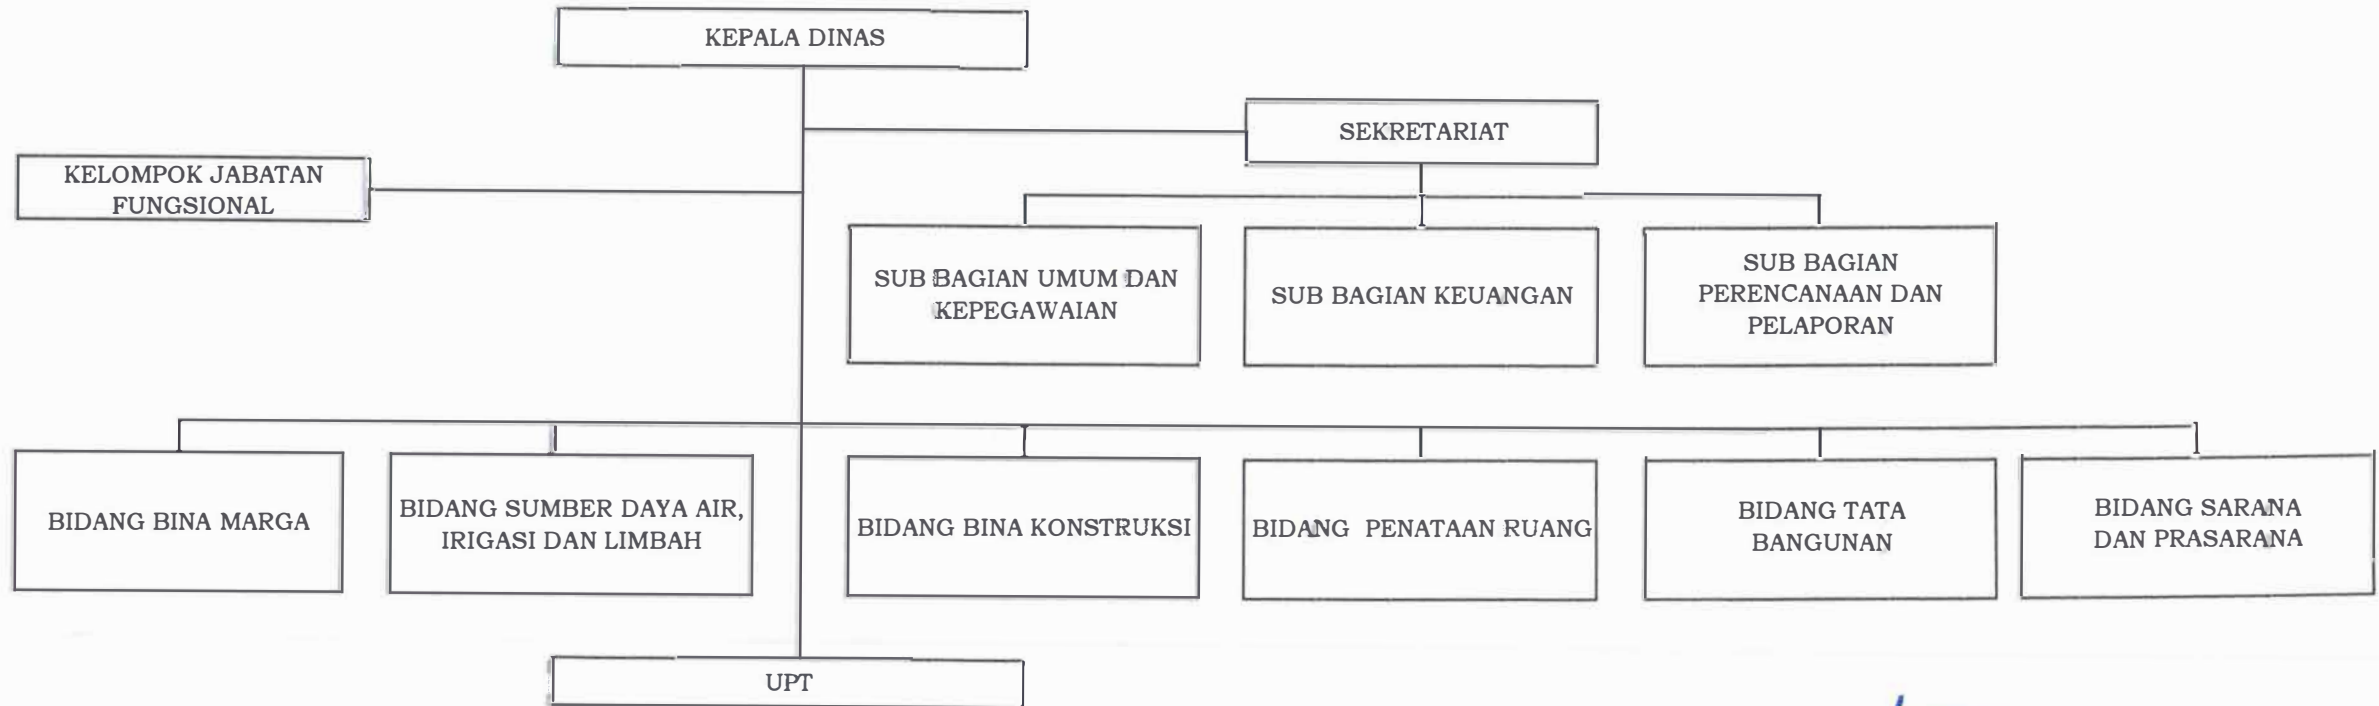 KEPALA DINAS
SEKRETARIAT
KELOMPOK JABATAN
FUNGSIONAL
SUB BAGIAN UMUM DAN
KEPEGAWAIAN
SUB BAGIAN KEUANGAN
SUB BAGIAN
PERENCANAAN DAN
PELAPORAN
BIDANG BINA MARGA
BIDANG SUMBER DAYA AIR,
IRIGASI DAN LIMBAH
BIDANG BINA KONSTRUKSI
BIDANG PENATAAN RUANG
BIDANG TATA
BANGUNAN
BIDANG SARANA
DAN PRASARANA
UPT